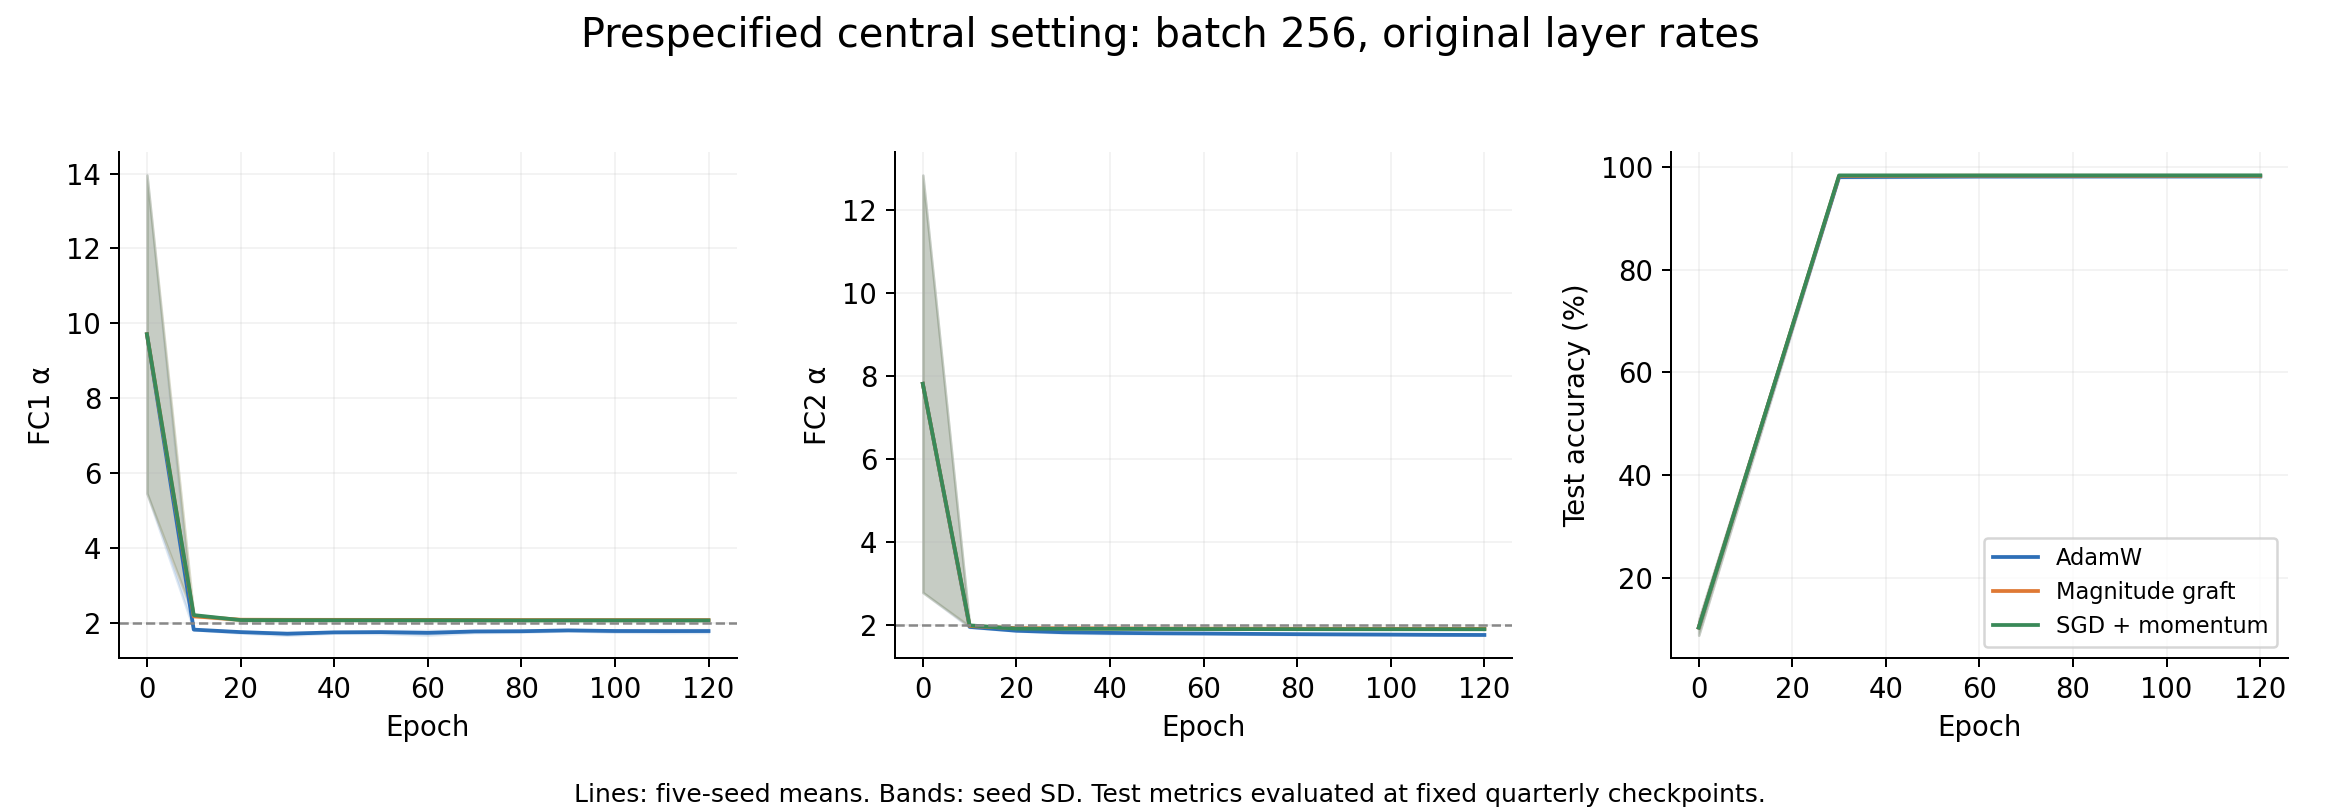 Prespecified central setting: batch 256, original layer rates
FC1 α
14
12
10
8
6
4
2
0 20 40 60 80 100 120
Epoch
FC2 α
12
10
8
6
4
2
0 20 40 60 80 100 120
Epoch
Test accuracy (%)
100
80
60
40
20
0 20 40 60 80 100 120
Epoch
AdamW
Magnitude graft
SGD + momentum
Lines: five-seed means. Bands: seed SD. Test metrics evaluated at fixed quarterly checkpoints.